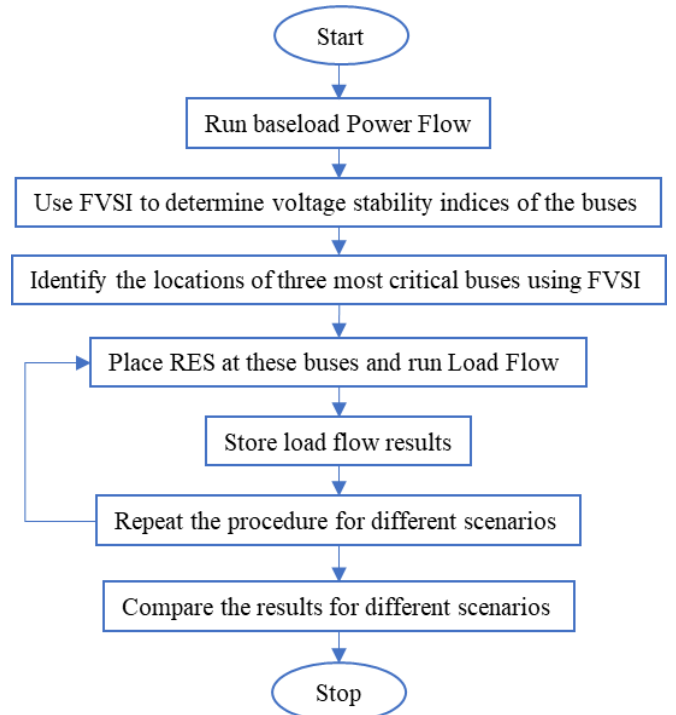 Start
Run baseload Power Flow
Use FVSI to determine voltage stability indices of the buses
Identify the locations of three most critical buses using FVSI
Place RES at these buses and run Load Flow
Store load flow results
Repeat the procedure for different scenarios
Compare the results for different scenarios
Stop